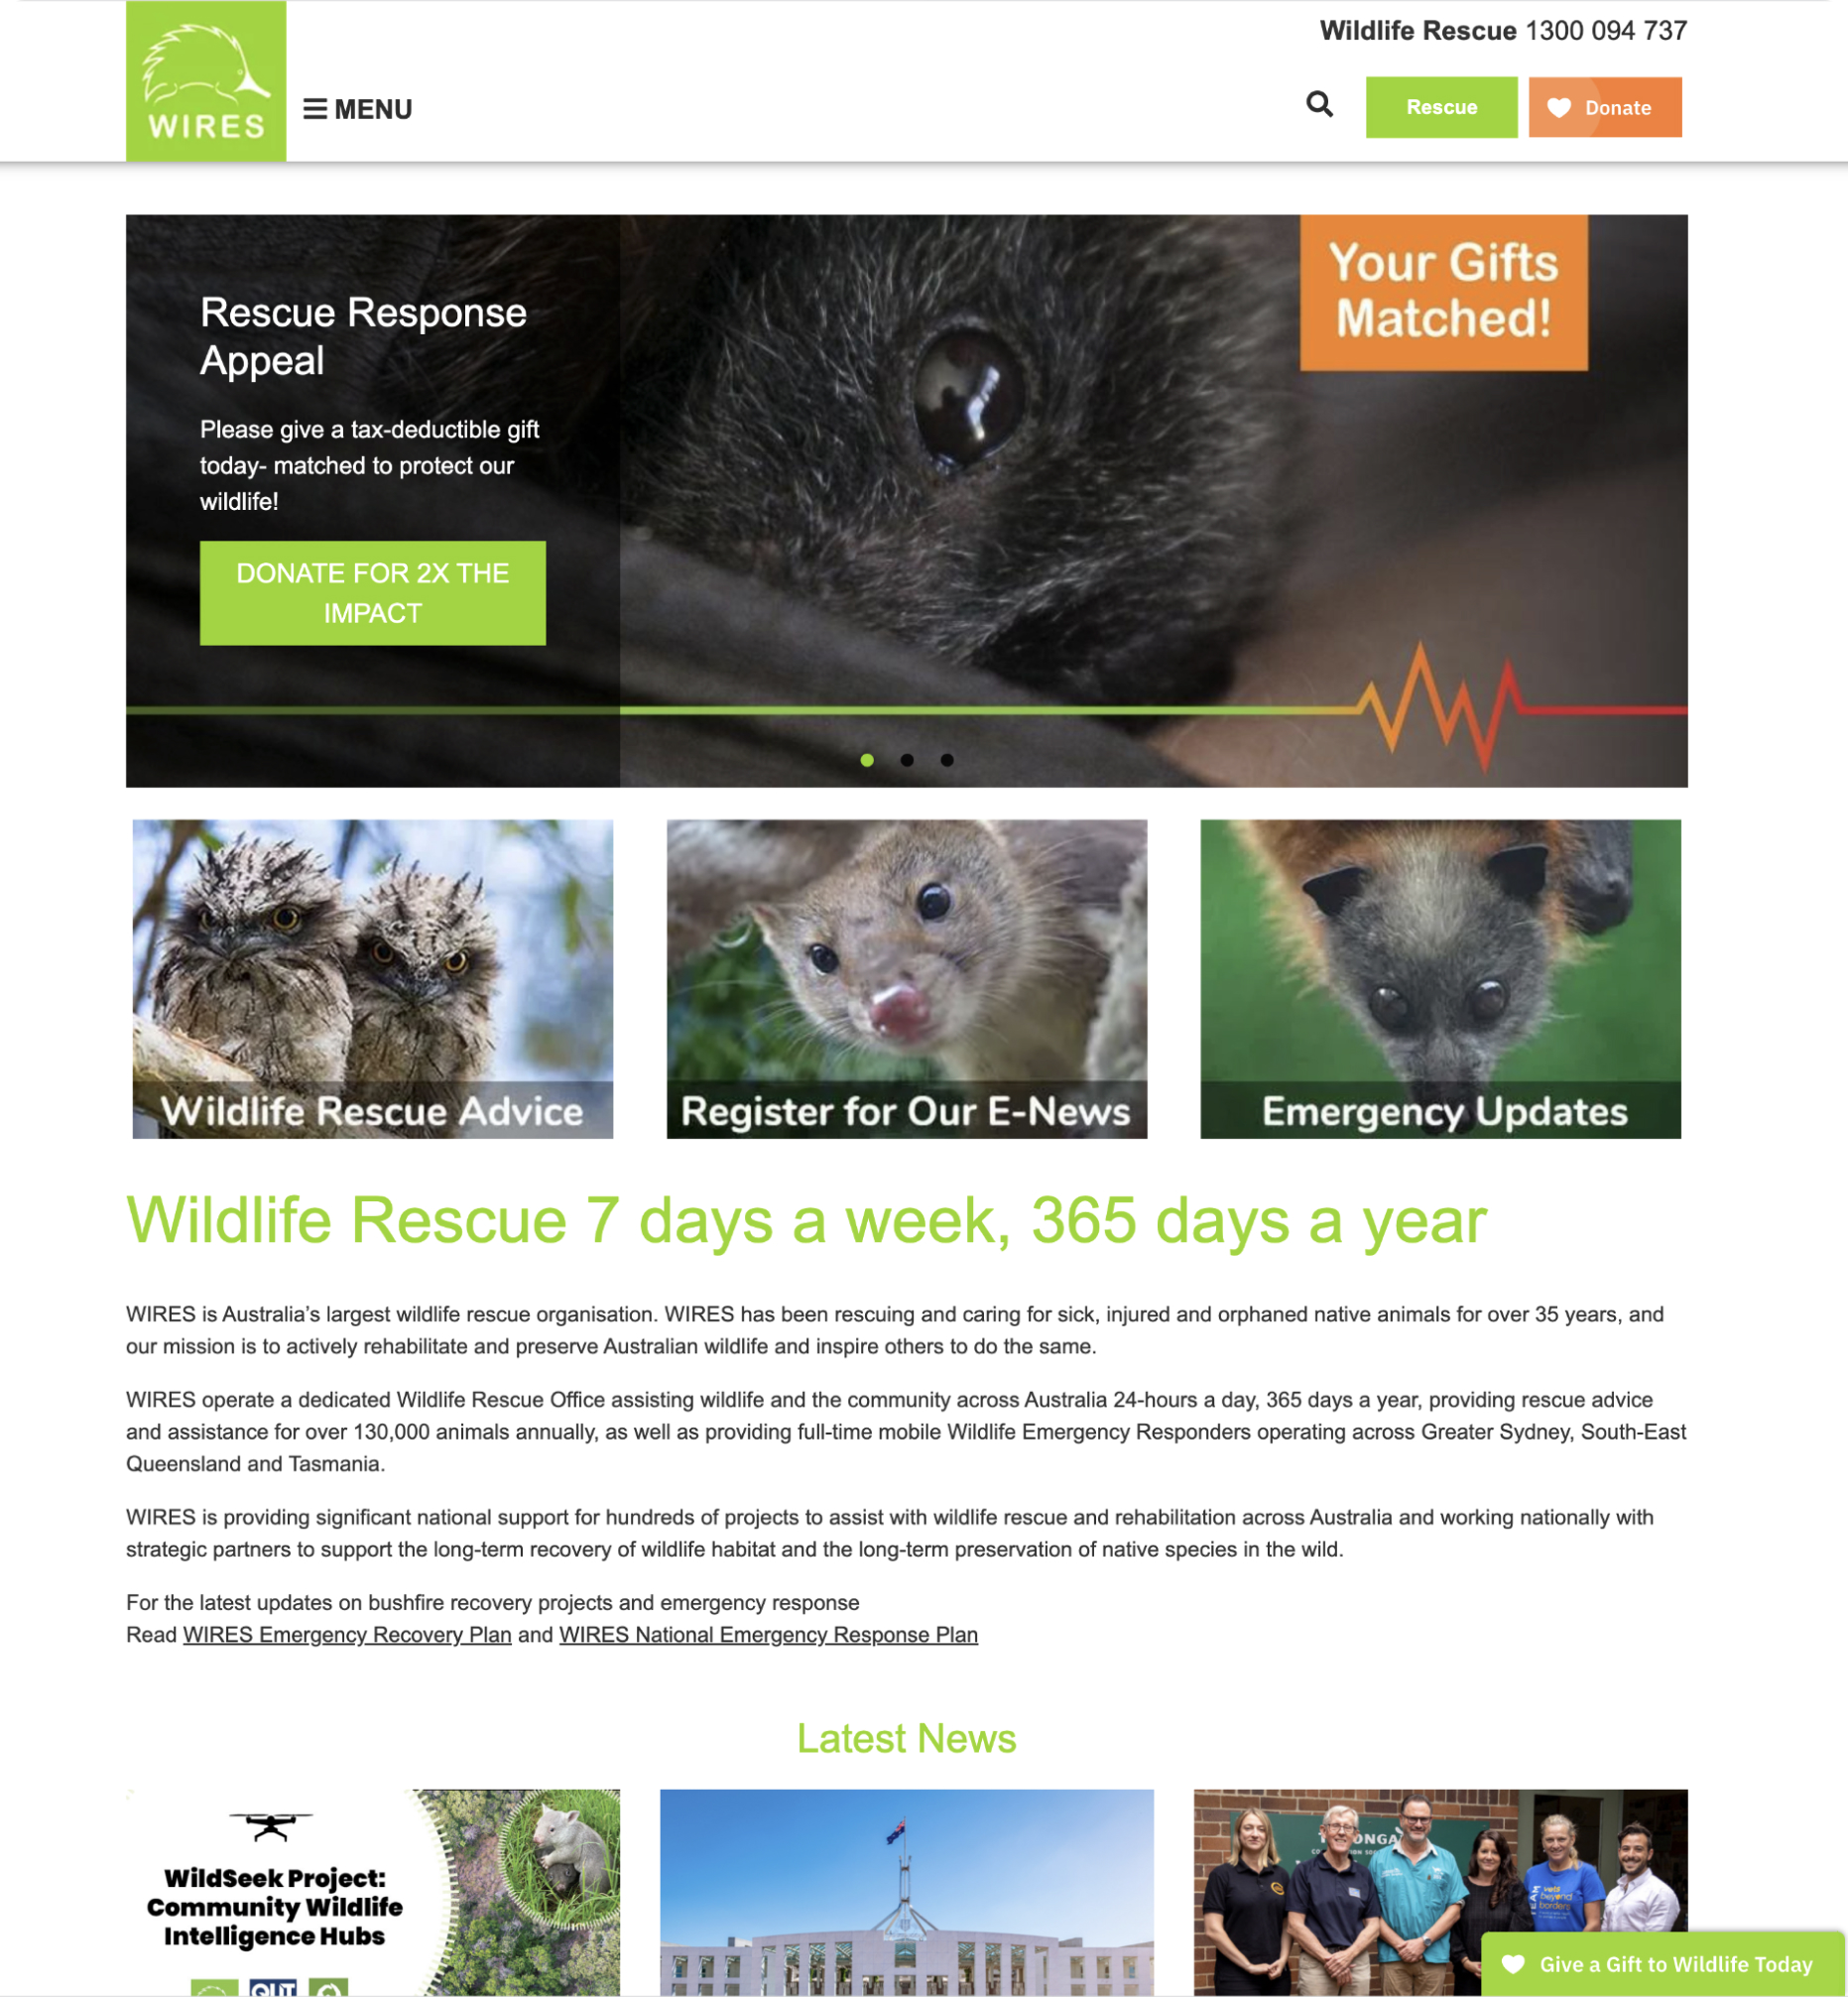 Wildlife Rescue 1300 094 737
WIRES
MENU
Rescue
Donate
Your Gifts
Matched!
Rescue Response
Appeal
Please give a tax-deductible gift
today- matched to protect our
wildlife!
DONATE FOR 2X THE
IMPACT
Wildlife Rescue Advice
Register for Our E-News
Emergency Updates
Wildlife Rescue 7 days a week, 365 days a year
WIRES is Australia’s largest wildlife rescue organisation. WIRES has been rescuing and caring for sick, injured and orphaned native animals for over 35 years, and
our mission is to actively rehabilitate and preserve Australian wildlife and inspire others to do the same.
WIRES operate a dedicated Wildlife Rescue Office assisting wildlife and the community across Australia 24-hours a day, 365 days a year, providing rescue advice
and assistance for over 130,000 animals annually, as well as providing full-time mobile Wildlife Emergency Responders operating across Greater Sydney, South-East
Queensland and Tasmania.
WIRES is providing significant national support for hundreds of projects to assist with wildlife rescue and rehabilitation across Australia and working nationally with
strategic partners to support the long-term recovery of wildlife habitat and the long-term preservation of native species in the wild.
For the latest updates on bushfire recovery projects and emergency response
Read WIRES Emergency Recovery Plan and WIRES National Emergency Response Plan
Latest News
WildSeek Project:
Community Wildlife
Intelligence Hubs
QUT
vets
beyond
borders
Give a Gift to Wildlife Today